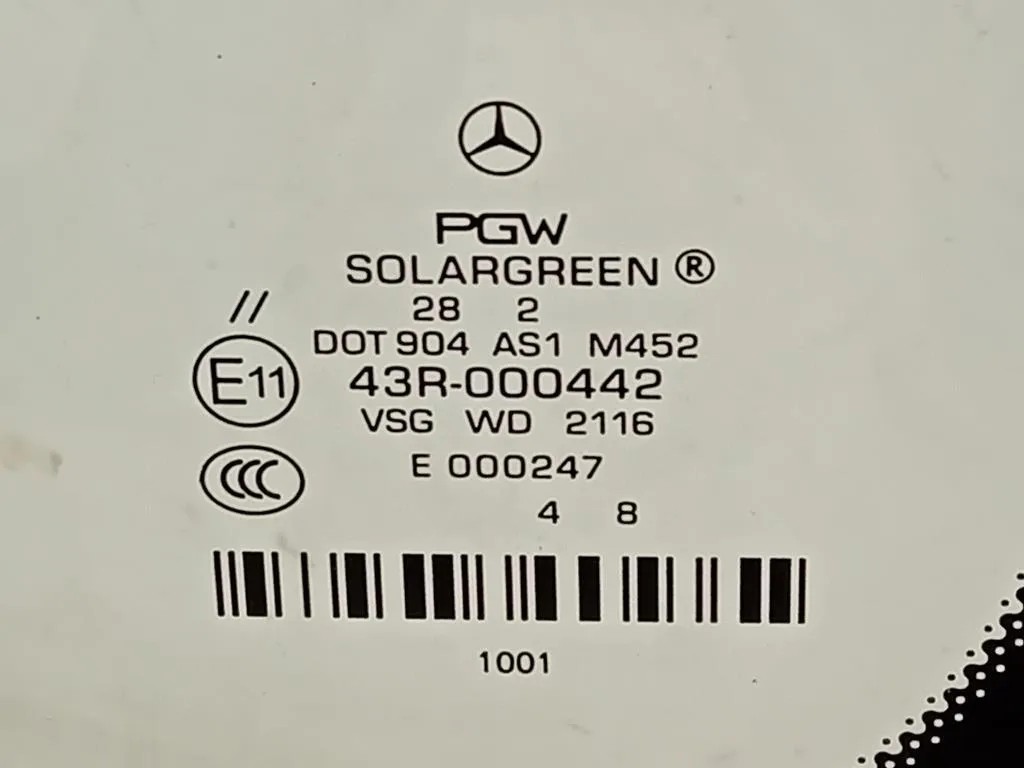 PGW
SOLARGREEN ®
28 2
//
DOT 904 AS1 M452
E11
43R-000442
VSG WD 2116
CCC
E 000247
4 8
1001